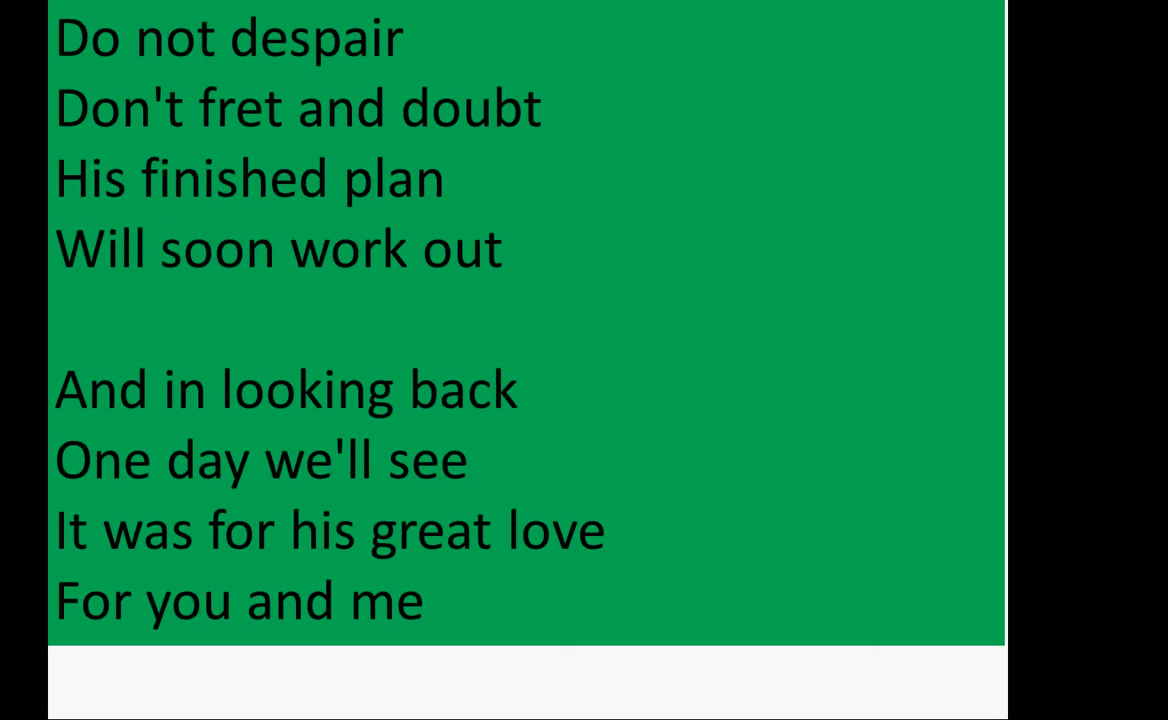 Do not despair
Don't fret and doubt
His finished plan
Will soon work out

And in looking back
One day we'll see
It was for his great love
For you and me